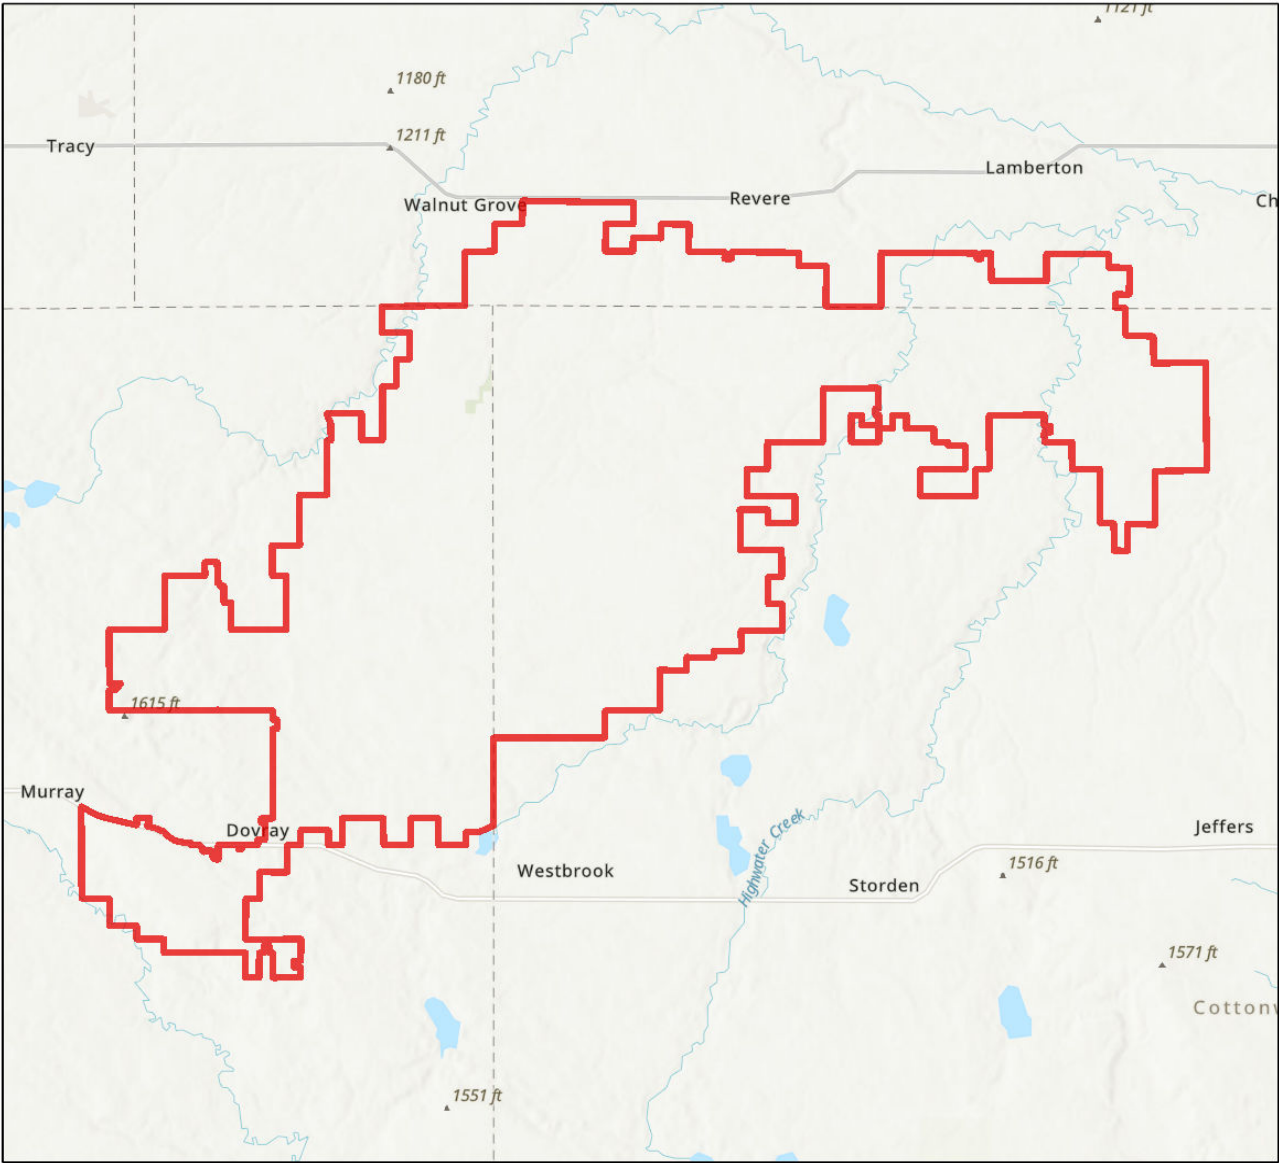 1121 ft
1180 ft
1211 ft
Tracy
Lamberton
Walnut Grove
Revere
Ch
1615 ft
Murray
Dovray
Jeffers
Westbrook
1516 ft
Storden
Highwater Creek
1571 ft
Cottonw
1551 ft